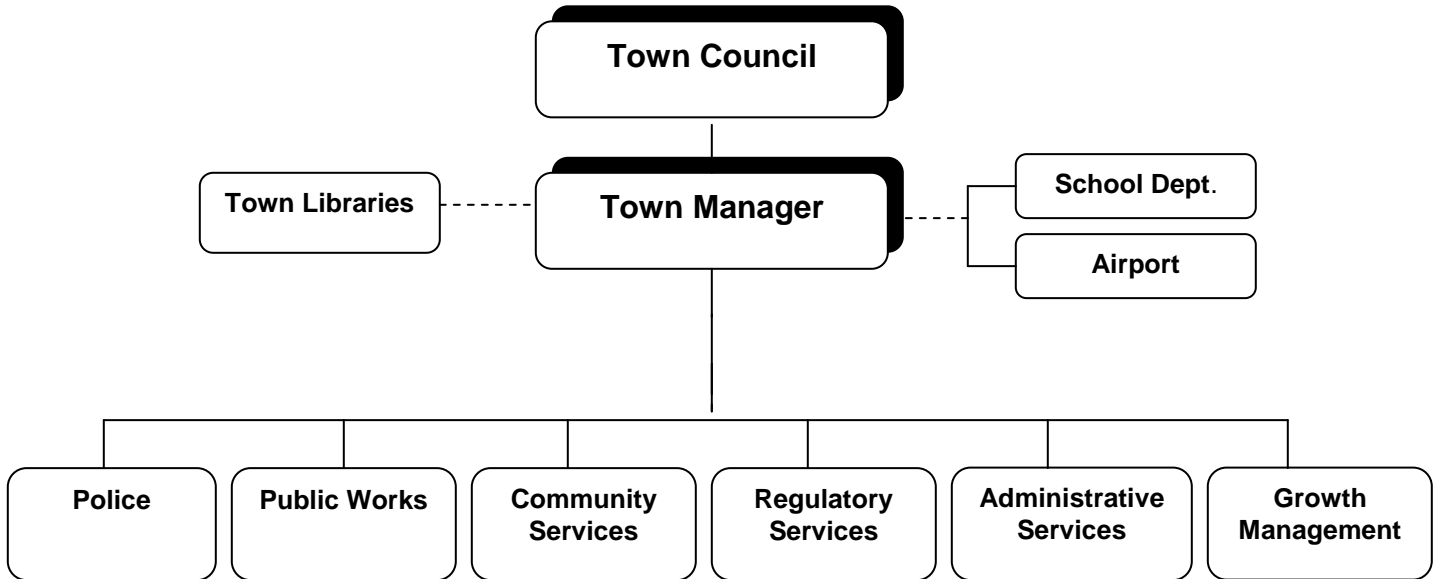 Town Council
Town Libraries
Town Manager
School Dept.
Airport
Police
Public Works
Community
Services
Regulatory
Services
Administrative
Services
Growth
Management